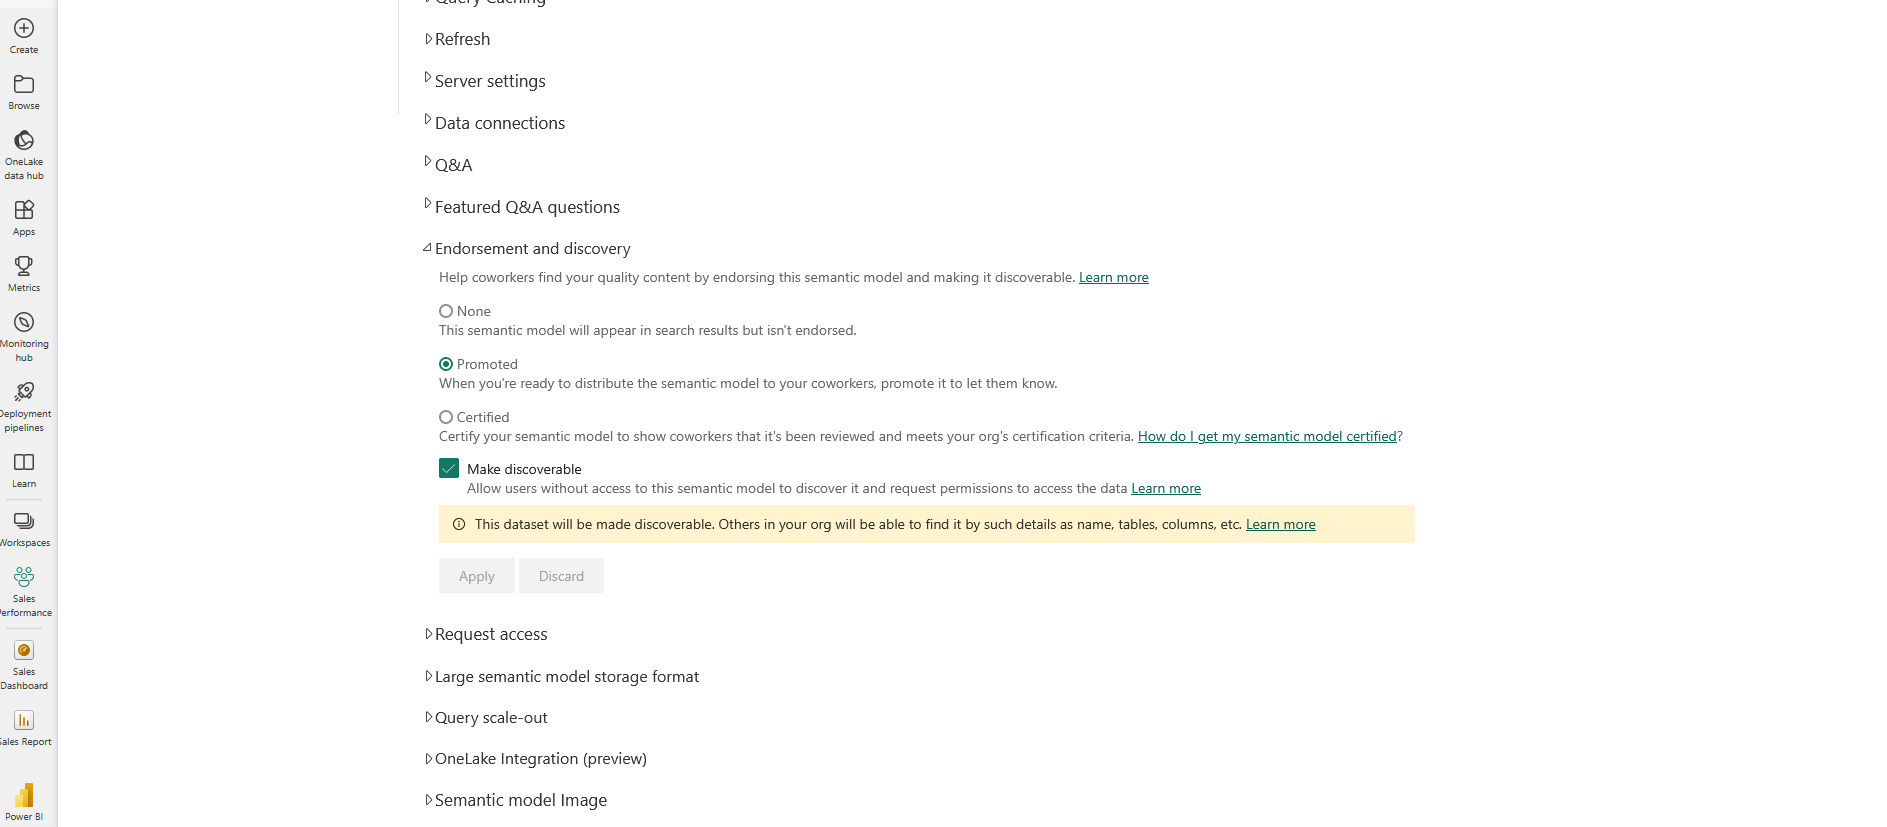 Create
Browse
OneLake
data hub
Apps
Metrics
Monitoring
hub
Deployment
pipelines
Learn
Workspaces
Sales
Performance
Sales
Dashboard
Sales Report
Power BI
Query Caching
Refresh
Server settings
Data connections
Q&A
Featured Q&A questions
Endorsement and discovery
Help coworkers find your quality content by endorsing this semantic model and making it discoverable. Learn more
None
This semantic model will appear in search results but isn't endorsed.
Promoted
When you're ready to distribute the semantic model to your coworkers, promote it to let them know.
Certified
Certify your semantic model to show coworkers that it's been reviewed and meets your org's certification criteria. How do I get my semantic model certified?
Make discoverable
Allow users without access to this semantic model to discover it and request permissions to access the data Learn more
This dataset will be made discoverable. Others in your org will be able to find it by such details as name, tables, columns, etc. Learn more
Apply Discard
Request access
Large semantic model storage format
Query scale-out
OneLake Integration (preview)
Semantic model Image